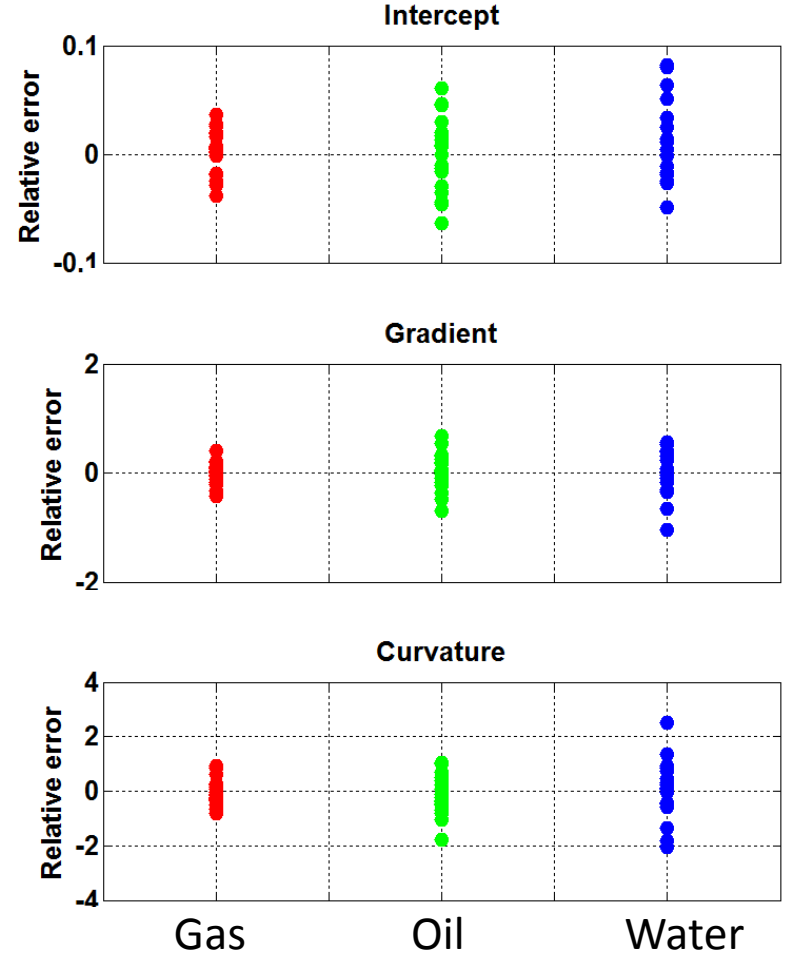 Intercept
0.1
0
-0.1
Relative error
Gradient
2
0
-2
Relative error
Curvature
4
2
0
-2
-4
Relative error
Gas Oil Water